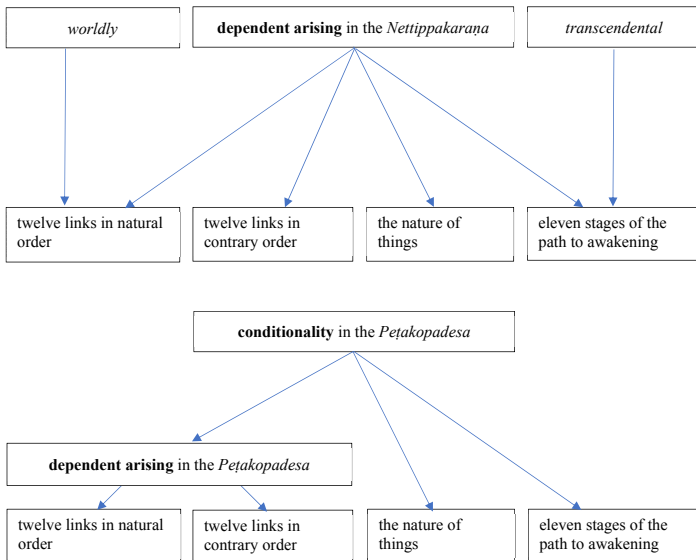 worldly
dependent arising in the Nettippakaraṇa
transcendental
twelve links in natural
order
twelve links in
contrary order
the nature of
things
eleven stages of the
path to awakening
conditionality in the Peṭakopadesa
dependent arising in the Peṭakopadesa
twelve links in natural
order
twelve links in
contrary order
the nature of
things
eleven stages of the
path to awakening